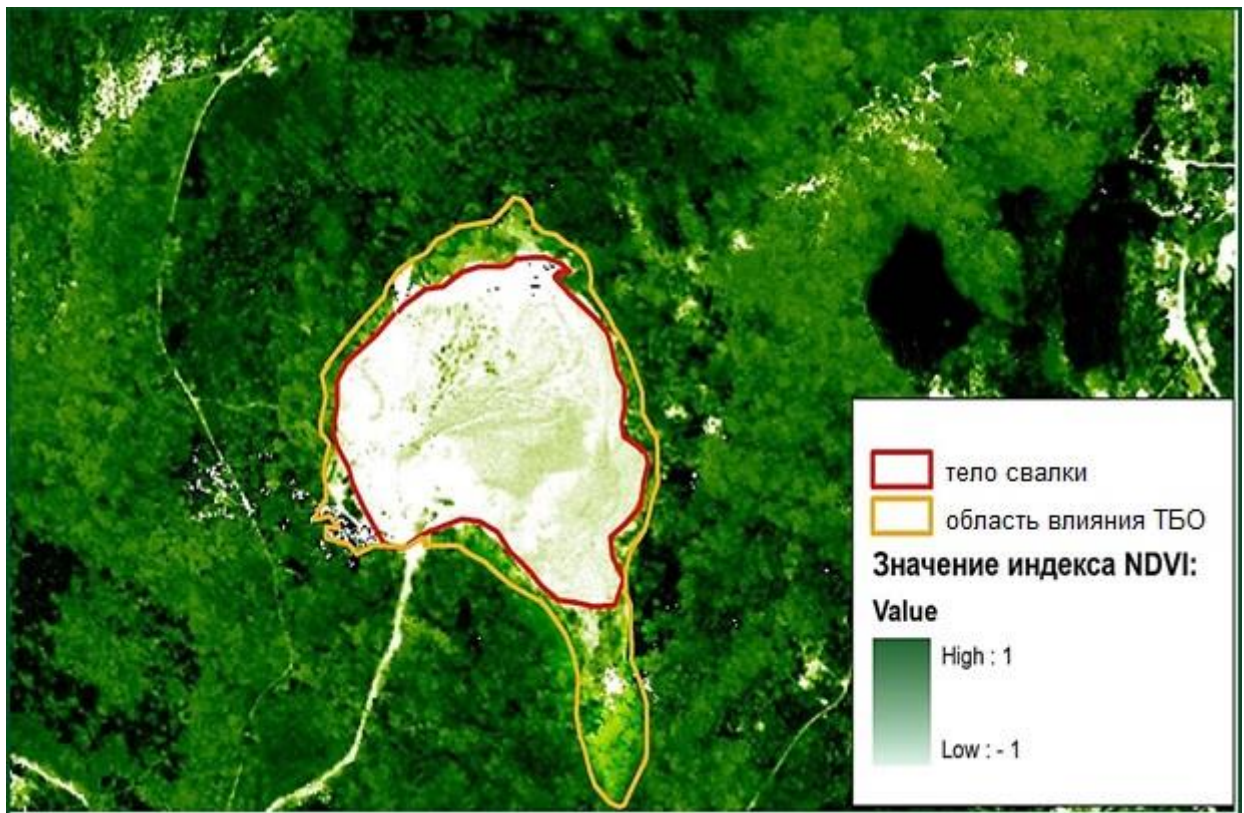 тело свалки
область влияния ТБО
Значение индекса NDVI:
Value
High : 1
Low : - 1